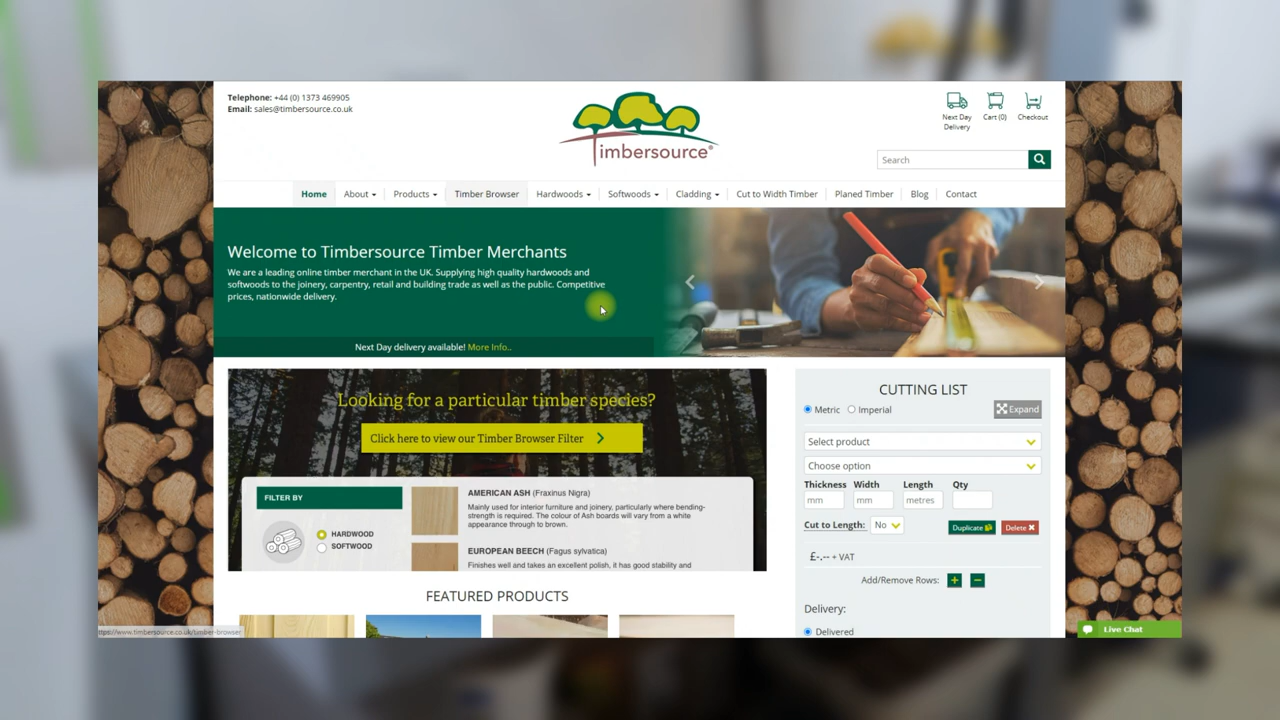 Telephone: +44 (0) 1373 469905
Email: sales@timbersource.co.uk
Timbersource®
Next Day
Delivery
Cart (0)
Checkout
Search
Home
About
Products
Timber Browser
Hardwoods
Softwoods
Cladding
Cut to Width Timber
Planed Timber
Blog
Contact
Welcome to Timbersource Timber Merchants
We are a leading online timber merchant in the UK. Supplying high quality hardwoods and
softwoods to the joinery, carpentry, retail and building trade as well as the public. Competitive
prices, nationwide delivery.
Next Day delivery available! More Info..
Looking for a particular timber species?
Click here to view our Timber Browser Filter
FILTER BY
HARDWOOD
SOFTWOOD
AMERICAN ASH (Fraxinus Nigra)
Mainly used for interior furniture and joinery, particularly where bending-
strength is required. The colour of Ash boards will vary from a white
appearance through to brown.
EUROPEAN BEECH (Fagus sylvatica)
Finishes well and takes an excellent polish, it has good stability and
FEATURED PRODUCTS
CUTTING LIST
Metric
Imperial
Expand
Select product
Choose option
Thickness
Width
Length
Qty
mm
mm
metres
Cut to Length:
No
Duplicate
Delete
£-.-- + VAT
Add/Remove Rows:
Delivery:
Delivered
ttps://www.timbersource.co.uk/timber-browser
Live Chat